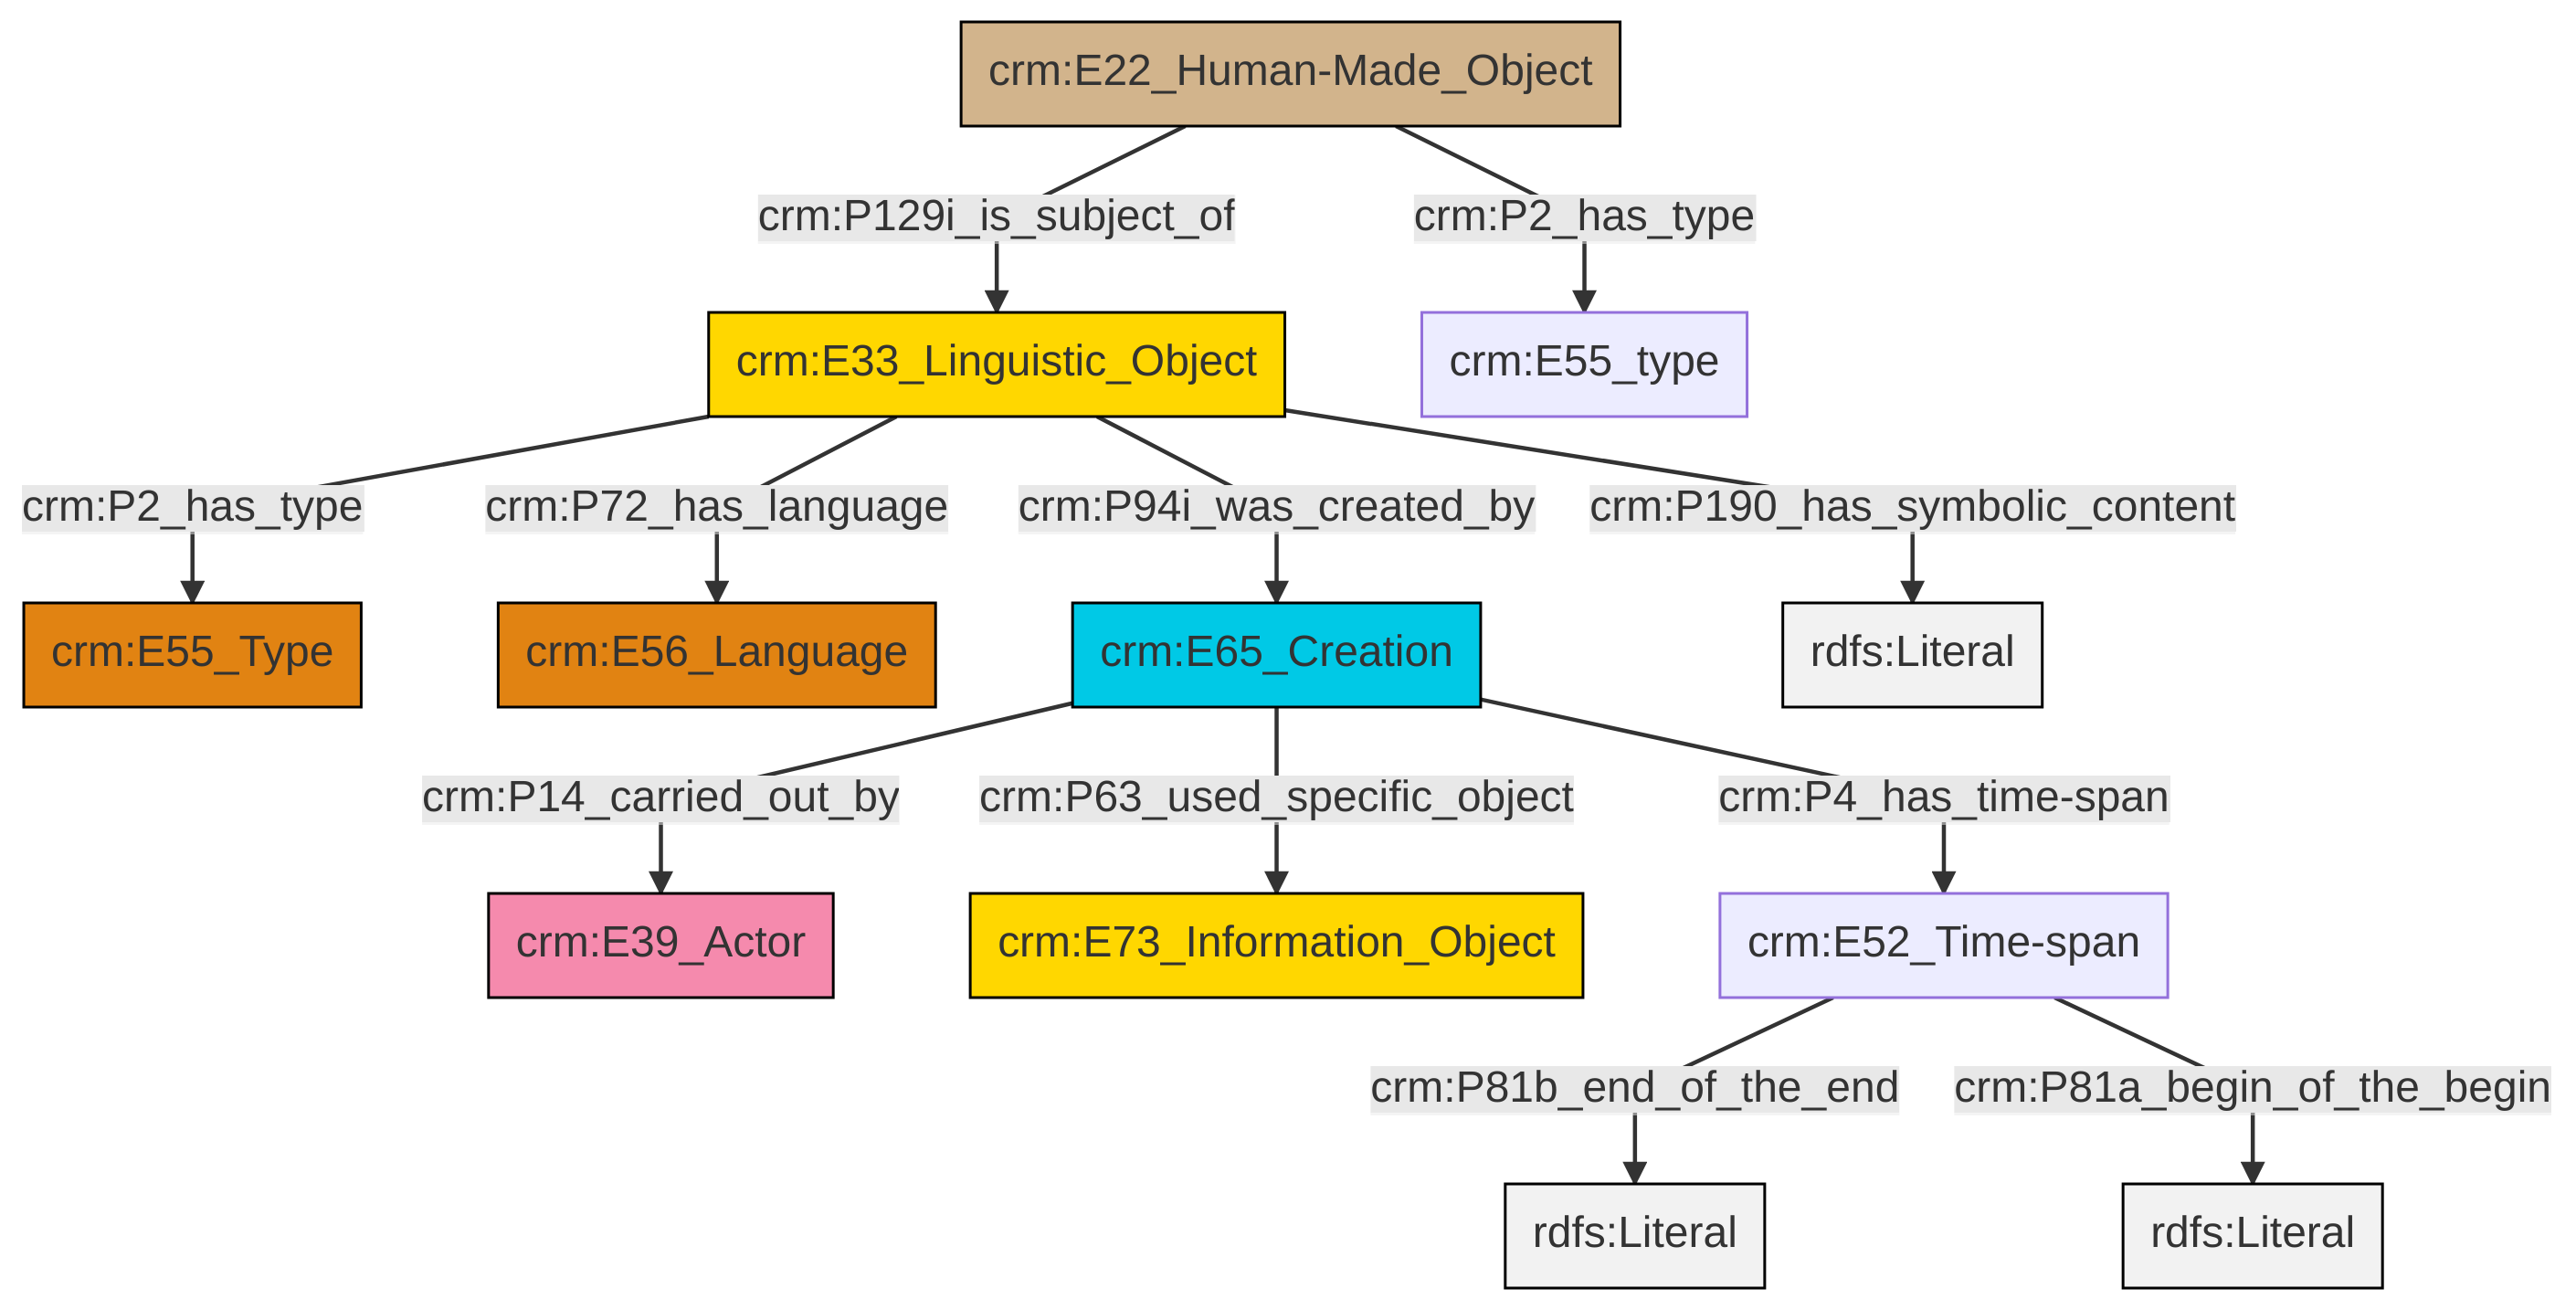 crm:E22_Human-Made_Object
crm:P129i_is_subject_of
crm:P2_has_type
crm:E33_Linguistic_Object
crm:E55_type
crm:P2_has_type
crm:P72_has_language
crm:P94i_was_created_by
crm:P190_has_symbolic_content
crm:E55_Type
crm:E56_Language
crm:E65_Creation
rdfs:Literal
crm:P14_carried_out_by
crm:P63_used_specific_object
crm:P4_has_time-span
crm:E39_Actor
crm:E73_Information_Object
crm:E52_Time-span
crm:P81b_end_of_the_end
crm:P81a_begin_of_the_begin
rdfs:Literal
rdfs:Literal